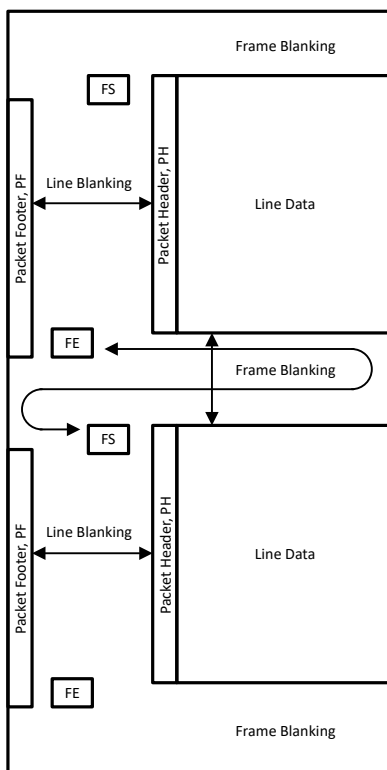 Frame Blanking
FS
Packet Footer, PF
Line Blanking
Packet Header, PH
Line Data
FE
Frame Blanking
FS
Packet Footer, PF
Line Blanking
Packet Header, PH
Line Data
FE
Frame Blanking